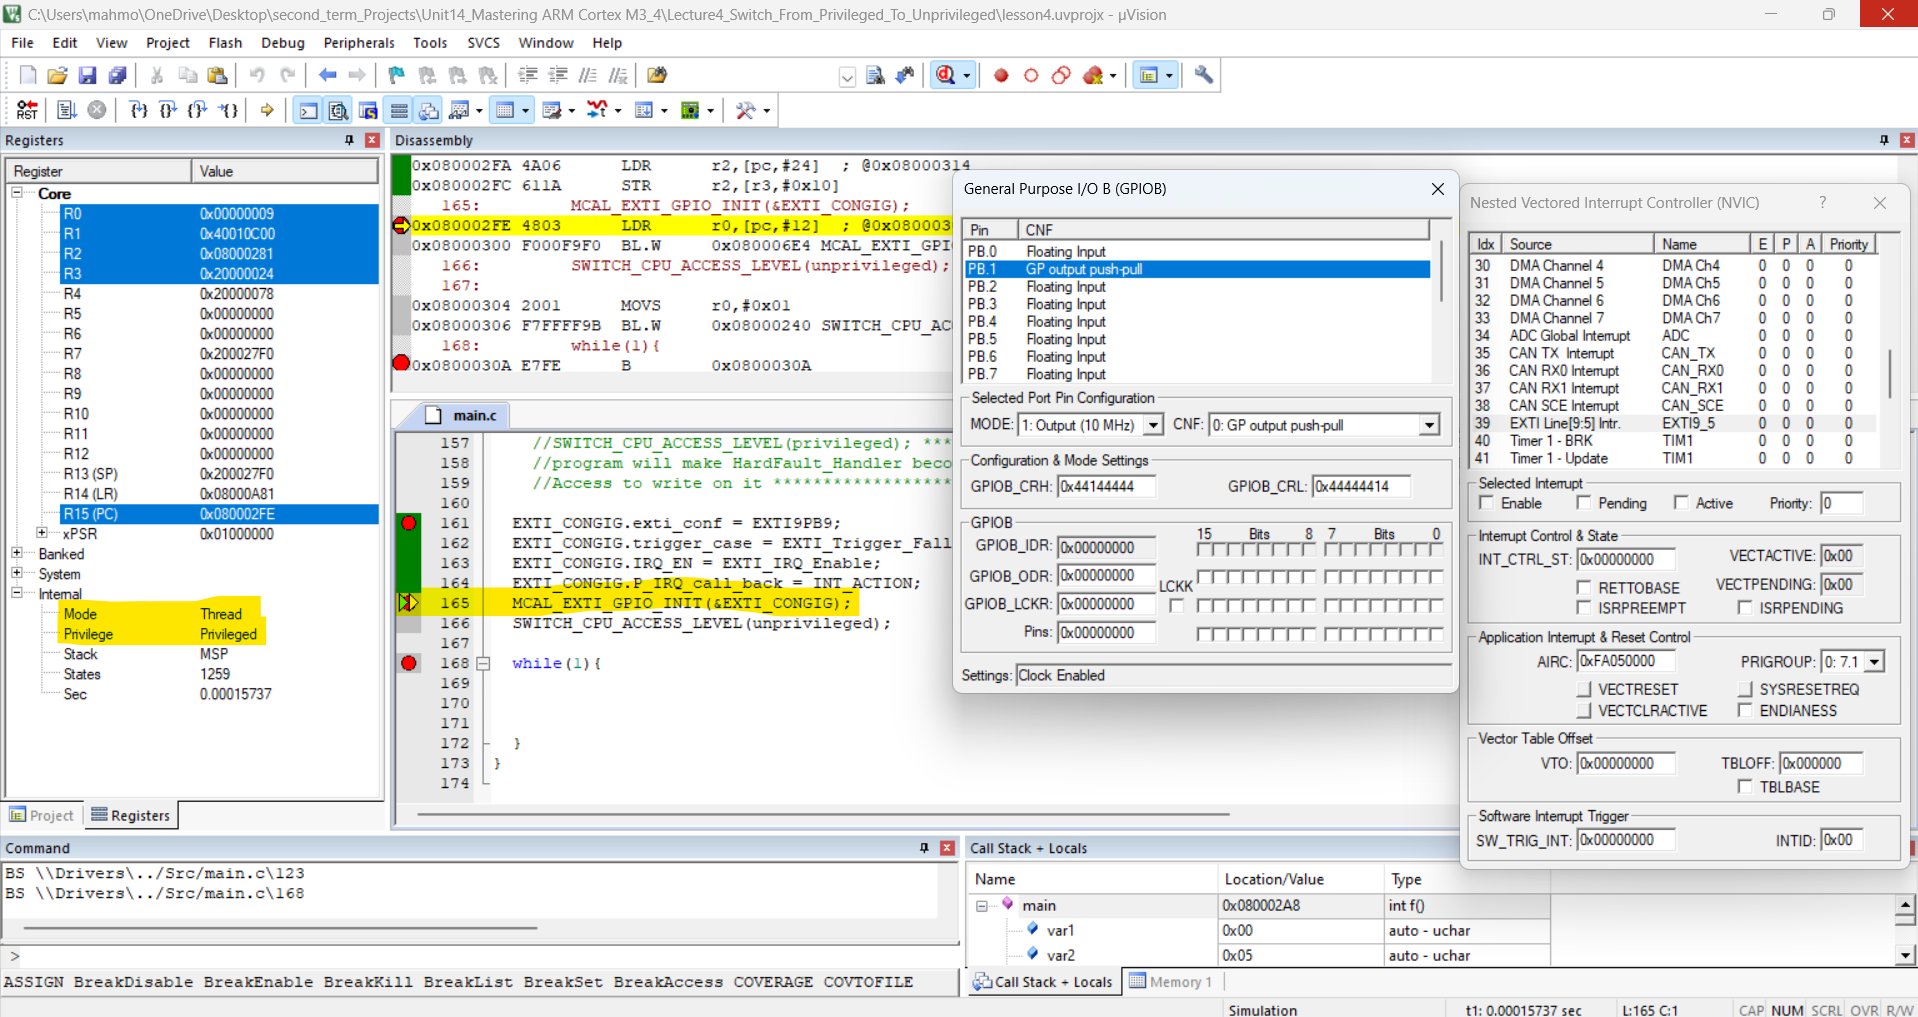 C:\Users\mahmo\OneDrive\Desktop\second_term_Projects\Unit14_Mastering ARM Cortex M3_4\Lecture4_Switch_From_Privileged_To_Unprivileged\lesson4.uvprojx - µVision
File Edit View Project Flash Debug Peripherals Tools SVCS Window Help
RST
Registers
Register Value
Core
R0 0x00000009
R1 0x40010C00
R2 0x08000281
R3 0x20000024
R4 0x20000078
R5 0x00000000
R6 0x00000000
R7 0x200027F0
R8 0x00000000
R9 0x00000000
R10 0x00000000
R11 0x00000000
R12 0x00000000
R13 (SP) 0x200027F0
R14 (LR) 0x08000A81
R15 (PC) 0x080002FE
xPSR 0x01000000
Banked
System
Internal
Mode Thread
Privilege Privileged
Stack MSP
States 1259
Sec 0.00015737
Project Registers
Disassembly
0x080002FA 4A06 LDR r2,[pc,#24] ; @0x08000314
0x080002FC 611A STR r2,[r3,#0x10]
165: MCAL_EXTI_GPIO_INIT(&EXTI_CONGIG);
0x080002FE 4803 LDR r0,[pc,#12] ; @0x080003
0x08000300 F000F9F0 BL.W 0x080006E4 MCAL_EXTI_GPI
166: SWITCH_CPU_ACCESS_LEVEL(unprivileged);
167:
0x08000304 2001 MOVS r0,#0x01
0x08000306 F7FFFF9B BL.W 0x08000240 SWITCH_CPU_AC
168: while(1){
0x0800030A E7FE B 0x0800030A
main.c
157 //SWITCH_CPU_ACCESS_LEVEL(privileged); ***
158 //program will make HardFault_Handler beco
159 //Access to write on it ******************
160
161 EXTI_CONGIG.exti_conf = EXTI9PB9;
162 EXTI_CONGIG.trigger_case = EXTI_Trigger_Fall
163 EXTI_CONGIG.IRQ_EN = EXTI_IRQ_Enable;
164 EXTI_CONGIG.P_IRQ_call_back = INT_ACTION;
165 MCAL_EXTI_GPIO_INIT(&EXTI_CONGIG);
166 SWITCH_CPU_ACCESS_LEVEL(unprivileged);
167
168 while(1){
169
170
171
172 }
173 }
174
General Purpose I/O B (GPIOB)
Pin CNF
PB.0 Floating Input
PB.1 GP output push-pull
PB.2 Floating Input
PB.3 Floating Input
PB.4 Floating Input
PB.5 Floating Input
PB.6 Floating Input
PB.7 Floating Input
Selected Port Pin Configuration
MODE: 1: Output (10 MHz) CNF: 0: GP output push-pull
Configuration & Mode Settings
GPIOB_CRH: 0x44144444 GPIOB_CRL: 0x44444414
GPIOB
15 Bits 8 7 Bits 0
GPIOB_IDR: 0x00000000
GPIOB_ODR: 0x00000000
LCKK
GPIOB_LCKR: 0x00000000
Pins: 0x00000000
Settings: Clock Enabled
Nested Vectored Interrupt Controller (NVIC) ?
Idx Source Name E P A Priority
30 DMA Channel 4 DMA Ch4 0 0 0 0
31 DMA Channel 5 DMA Ch5 0 0 0 0
32 DMA Channel 6 DMA Ch6 0 0 0 0
33 DMA Channel 7 DMA Ch7 0 0 0 0
34 ADC Global Interrupt ADC 0 0 0 0
35 CAN TX Interrupt CAN_TX 0 0 0 0
36 CAN RX0 Interrupt CAN_RX0 0 0 0 0
37 CAN RX1 Interrupt CAN_RX1 0 0 0 0
38 CAN SCE Interrupt CAN_SCE 0 0 0 0
39 EXTI Line[9:5] Intr. EXTI9_5 0 0 0 0
40 Timer 1 - BRK TIM1 0 0 0 0
41 Timer 1 - Update TIM1 0 0 0 0
Selected Interrupt
Enable Pending Active Priority: 0
Interrupt Control & State
INT_CTRL_ST: 0x00000000 VECTACTIVE: 0x00
RETTOBASE VECTPENDING: 0x00
ISRPREEMPT ISRPENDING
Application Interrupt & Reset Control
AIRC: 0xFA050000 PRIGROUP: 0: 7.1
VECTRESET SYSRESETREQ
VECTCLRACTIVE ENDIANESS
Vector Table Offset
VTO: 0x00000000 TBLOFF: 0x000000
TBLBASE
Software Interrupt Trigger
SW_TRIG_INT: 0x00000000 INTID: 0x00
Command
BS \\Drivers\../Src/main.c\123
BS \\Drivers\../Src/main.c\168
>
ASSIGN BreakDisable BreakEnable BreakKill BreakList BreakSet BreakAccess COVERAGE COVTOFILE
Call Stack + Locals
Name Location/Value Type
main 0x080002A8 int f()
var1 0x00 auto - uchar
var2 0x05 auto - uchar
Call Stack + Locals Memory 1
Simulation t1: 0.00015737 sec L:165 C:1 CAP NUM SCRL OVR R/W